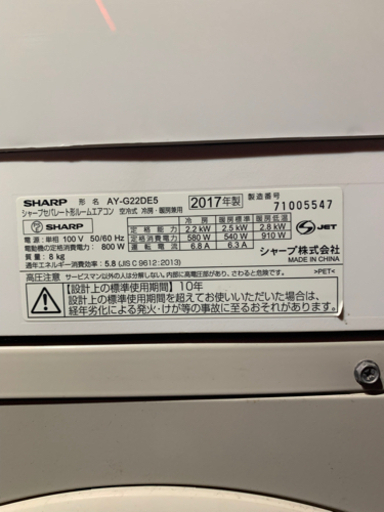 SHARP 形 名 AY-G22DE5 2017年製 製造番号
シャープセパレート形ルームエアコン 空冷式 冷房・暖房兼用 71005547
冷 房 暖房標準 暖房低温
電源：単相 100 V 50/60 Hz 定 格 能 力 2.2 kW 2.5 kW 2.8 kW
PS E SHARP 定格消費電力 580 W 540 W 910 W JET
電動機の定格消費電力：800 W 運 転 電 流 6.8 A 6.3 A
質量：8 kg シャープ株式会社
通年エネルギー消費効率：5.8 (JIS C 9612:2013) MADE IN CHINA
高圧注意 サービスマン以外の方は開けないでください。内部に高電圧部があり、さわると危険です。 >PET<
【設計上の標準使用期間】10年
設計上の標準使用期間を超えてお使いいただいた場合は、
経年劣化による発火・けが等の事故に至るおそれがあります。